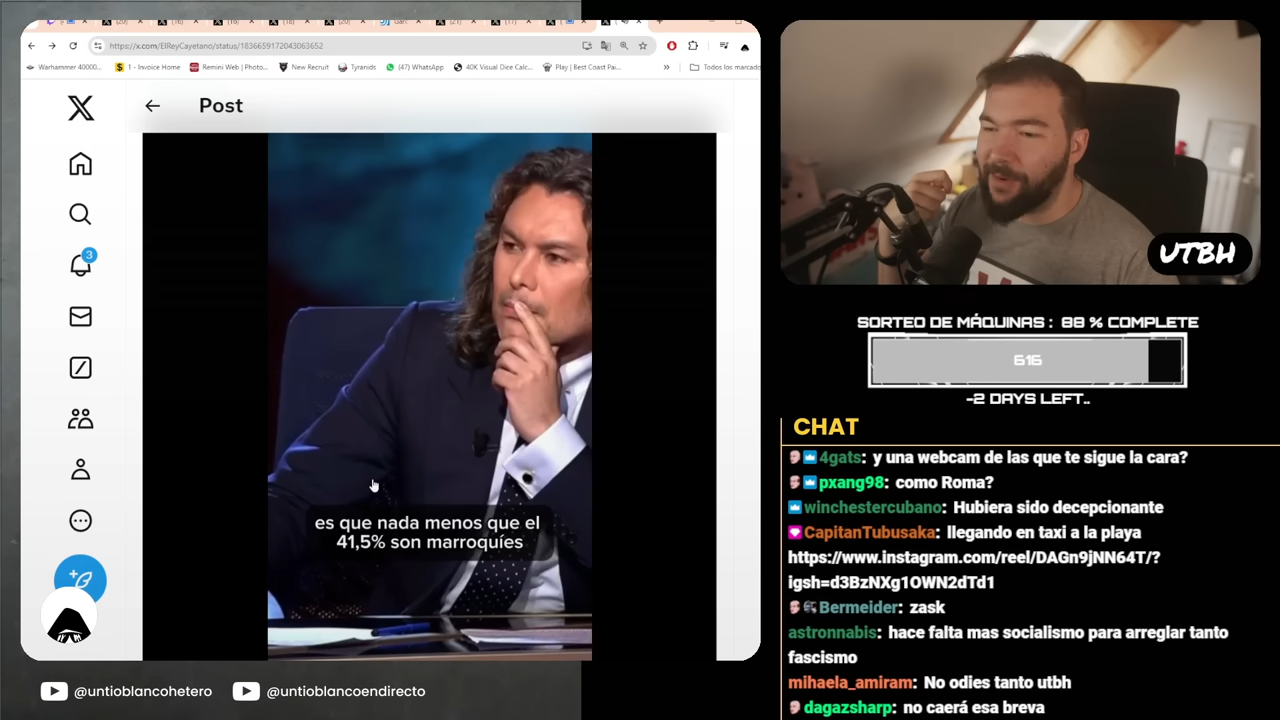 https://x.com/ElReyCayetano/status/1836659172043063652
Warhammer 40000...
1 - Invoice Home
Remini Web | Photo...
New Recruit
Tyranids
(47) WhatsApp
40K Visual Dice Calc...
Play | Best Coast Pai...
»
Todos los marcado
Post
3
es que nada menos que el
41,5% son marroquíes
UTBH
SORTEO DE MÁQUINAS : 88 % COMPLETE
616
-2 DAYS LEFT..
CHAT
4gats: y una webcam de las que te sigue la cara?
pxang98: como Roma?
winchestercubano: Hubiera sido decepcionante
CapitanTubusaka: llegando en taxi a la playa
https://www.instagram.com/reel/DAGn9jNN64T/?
igsh=d3BzNXg1OWN2dTd1
Bermeider: zask
astronnabis: hace falta mas socialismo para arreglar tanto
fascismo
mihaela_amiram: No odies tanto utbh
dagazsharp: no caerá esa breva
@untioblancohetero
@untioblancoendirecto